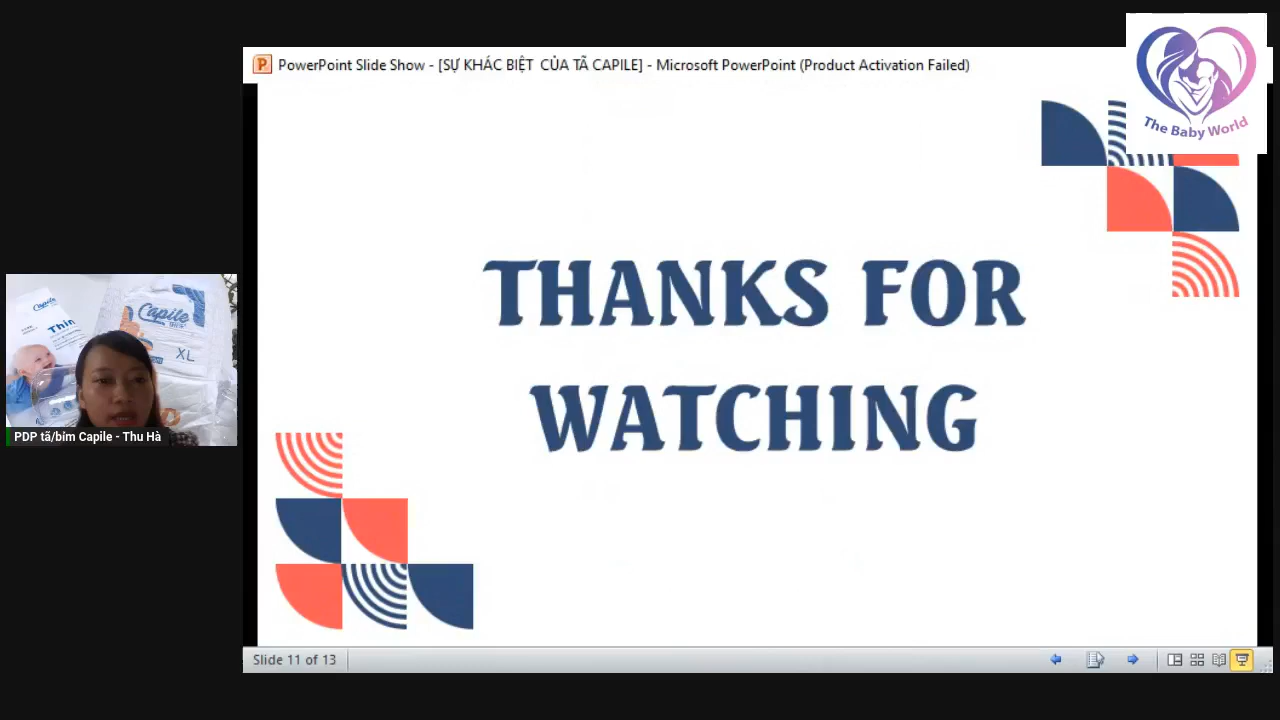 PowerPoint Slide Show - [SỰ KHÁC BIỆT CỦA TÃ CAPILE] - Microsoft PowerPoint (Product Activation Failed)
The Baby World
THANKS FOR
WATCHING
Capile
Thin
Capile
XL
PDP tã/bỉm Capile - Thu Hà
Slide 11 of 13